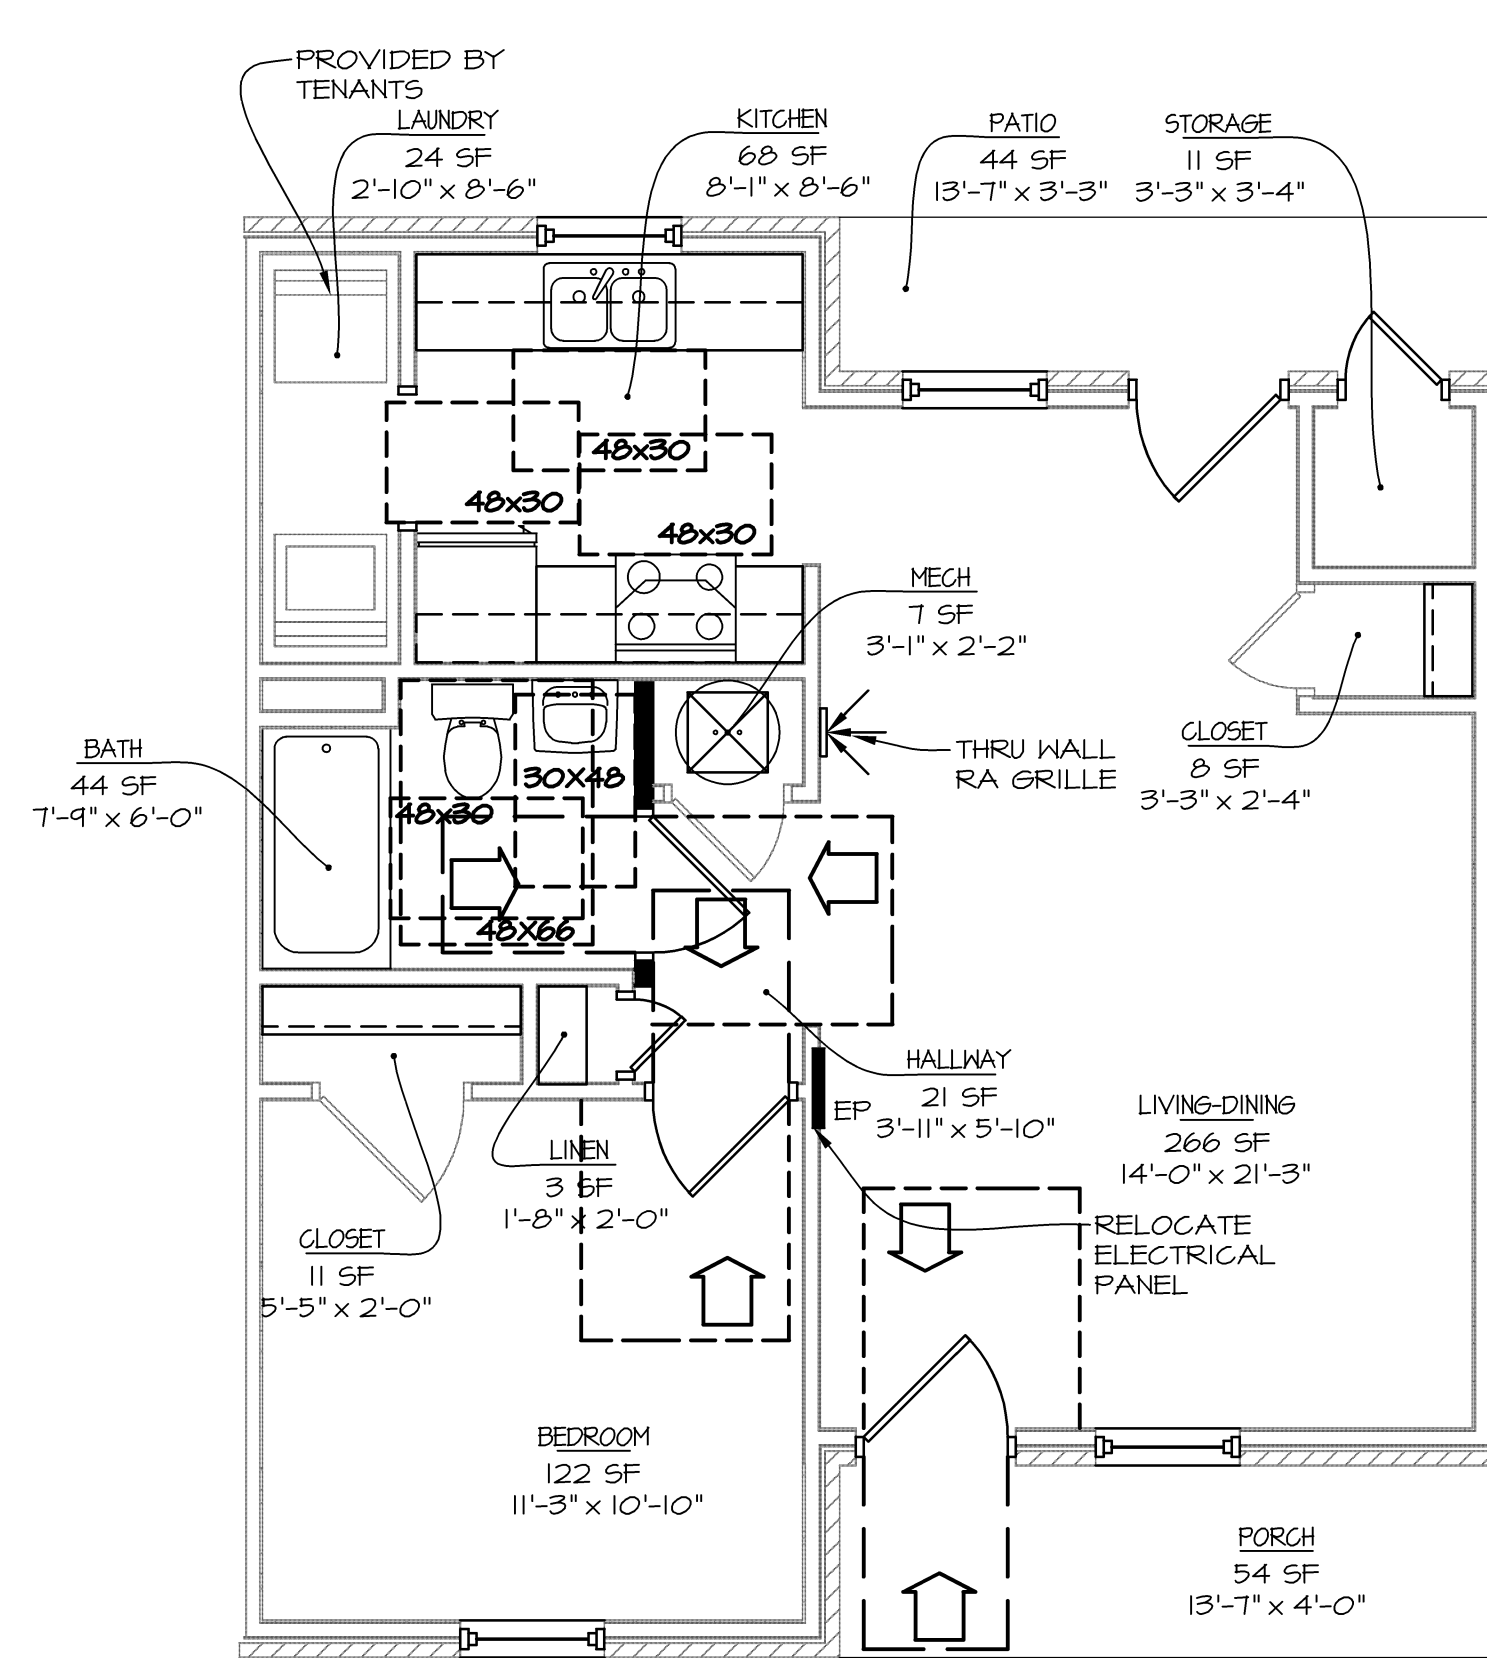 PROVIDED BY
TENANTS
LAUNDRY
24 SF
2'-10" x 8'-6"
KITCHEN
68 SF
8'-1" x 8'-6"
PATIO
44 SF
13'-7" x 3'-3"
STORAGE
11 SF
3'-3" x 3'-4"
48x30
48x30
48x30
MECH
7 SF
3'-1" x 2'-2"
THRU WALL
RA GRILLE
CLOSET
8 SF
3'-3" x 2'-4"
BATH
44 SF
7'-9" x 6'-0"
30X48
48x30
48X66
HALLWAY
21 SF
3'-11" x 5'-10"
EP
LIVING-DINING
266 SF
14'-0" x 21'-3"
LINEN
3 SF
1'-8" x 2'-0"
CLOSET
11 SF
5'-5" x 2'-0"
RELOCATE
ELECTRICAL
PANEL
BEDROOM
122 SF
11'-3" x 10'-10"
PORCH
54 SF
13'-7" x 4'-0"